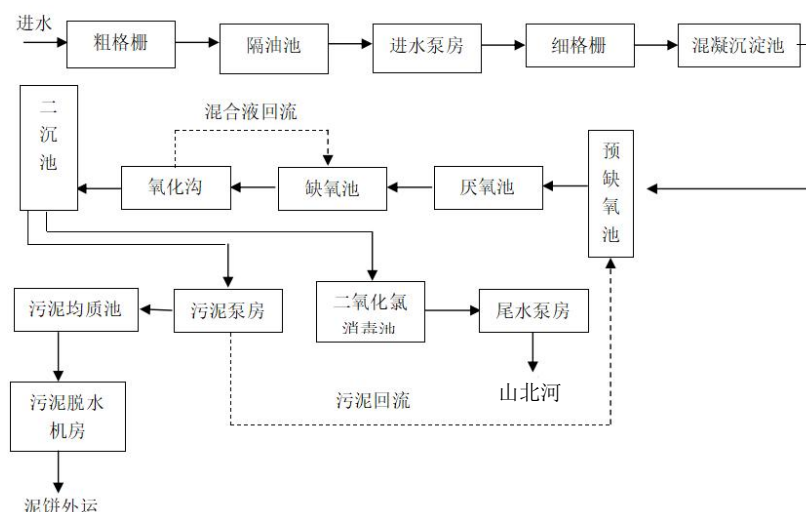 进水
粗格栅
隔油池
进水泵房
细格栅
混凝沉淀池
二
沉
池
混合液回流
氧化沟
缺氧池
厌氧池
预
缺
氧
池
污泥均质池
污泥泵房
二氧化氯
消毒池
尾水泵房
山北河
污泥脱水
机房
污泥回流
泥饼外运